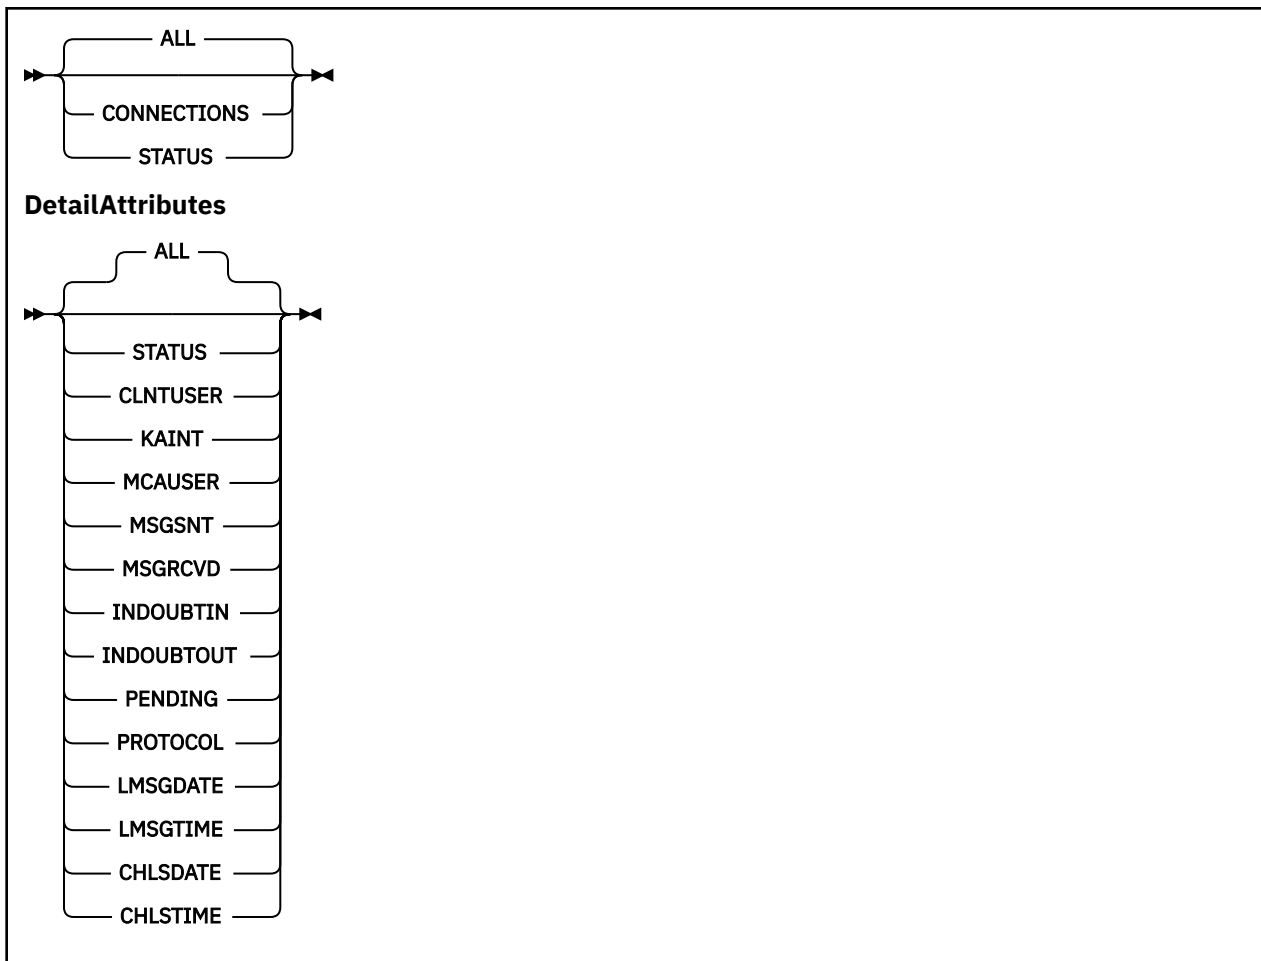 ALL
CONNECTIONS
STATUS
DetailAttributes
ALL
STATUS
CLNTUSER
KAINT
MCAUSER
MSGSNT
MSGRCVD
INDOUBTIN
INDOUBTOUT
PENDING
PROTOCOL
LMSGDATE
LMSGTIME
CHLSDATE
CHLSTIME